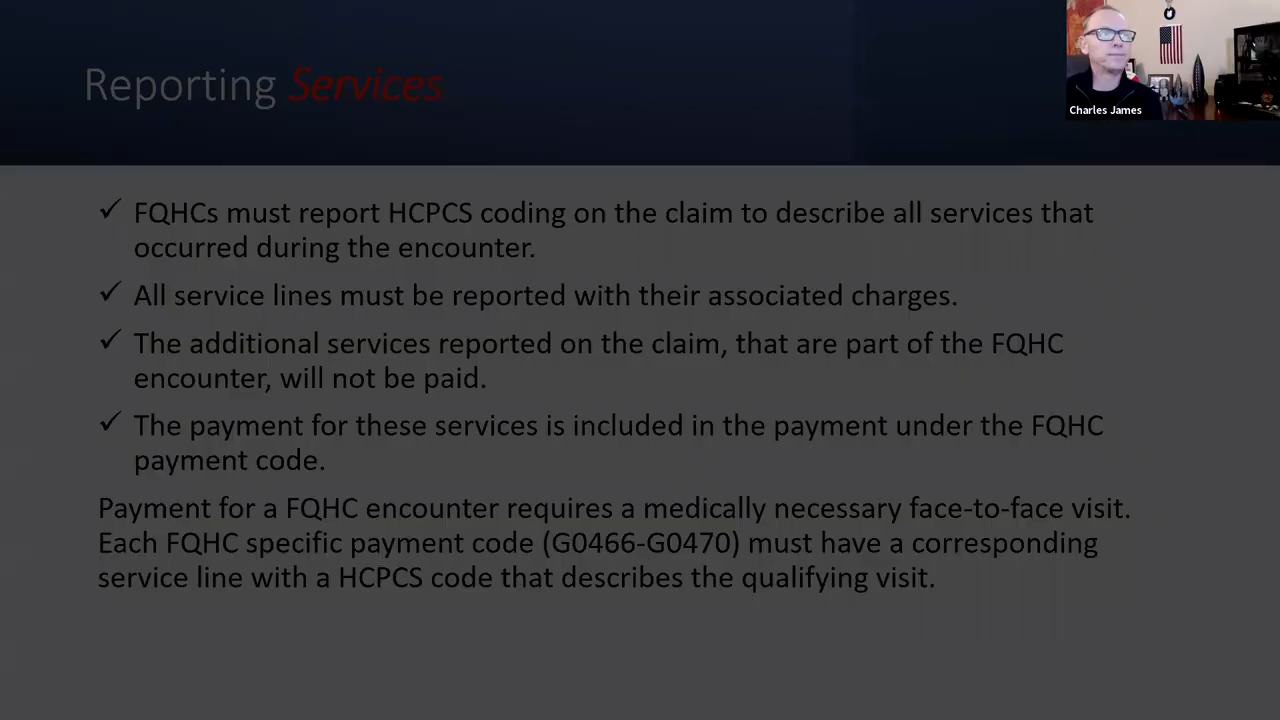 Reporting Services
Charles James
✓ FQHCs must report HCPCS coding on the claim to describe all services that
occurred during the encounter.
✓ All service lines must be reported with their associated charges.
✓ The additional services reported on the claim, that are part of the FQHC
encounter, will not be paid.
✓ The payment for these services is included in the payment under the FQHC
payment code.
Payment for a FQHC encounter requires a medically necessary face-to-face visit.
Each FQHC specific payment code (G0466-G0470) must have a corresponding
service line with a HCPCS code that describes the qualifying visit.